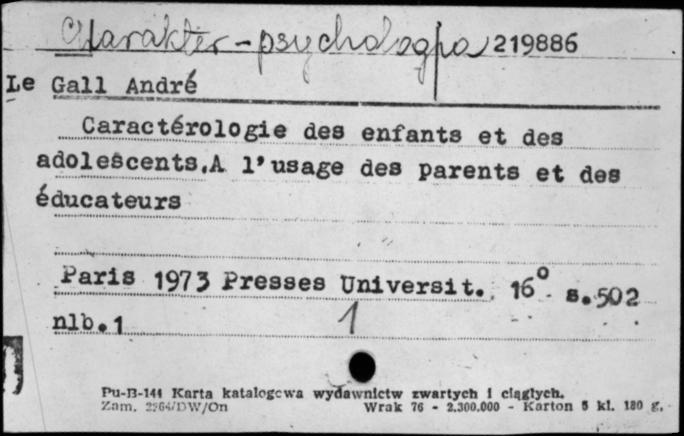 Charakter - psychologia 219886
Le Gall André
Caractérologie des enfants et des
adolescents.A l'usage des parents et des
éducateurs
Paris 1973 Presses Universit. 16° s.502
nlb.1 1
Pu-B-144 Karta katalogowa wydawnictw zwartych i ciągłych.
Zam. 2264/DW/On Wrak 76 - 2.300.000 - Karton 5 kl. 180 g.